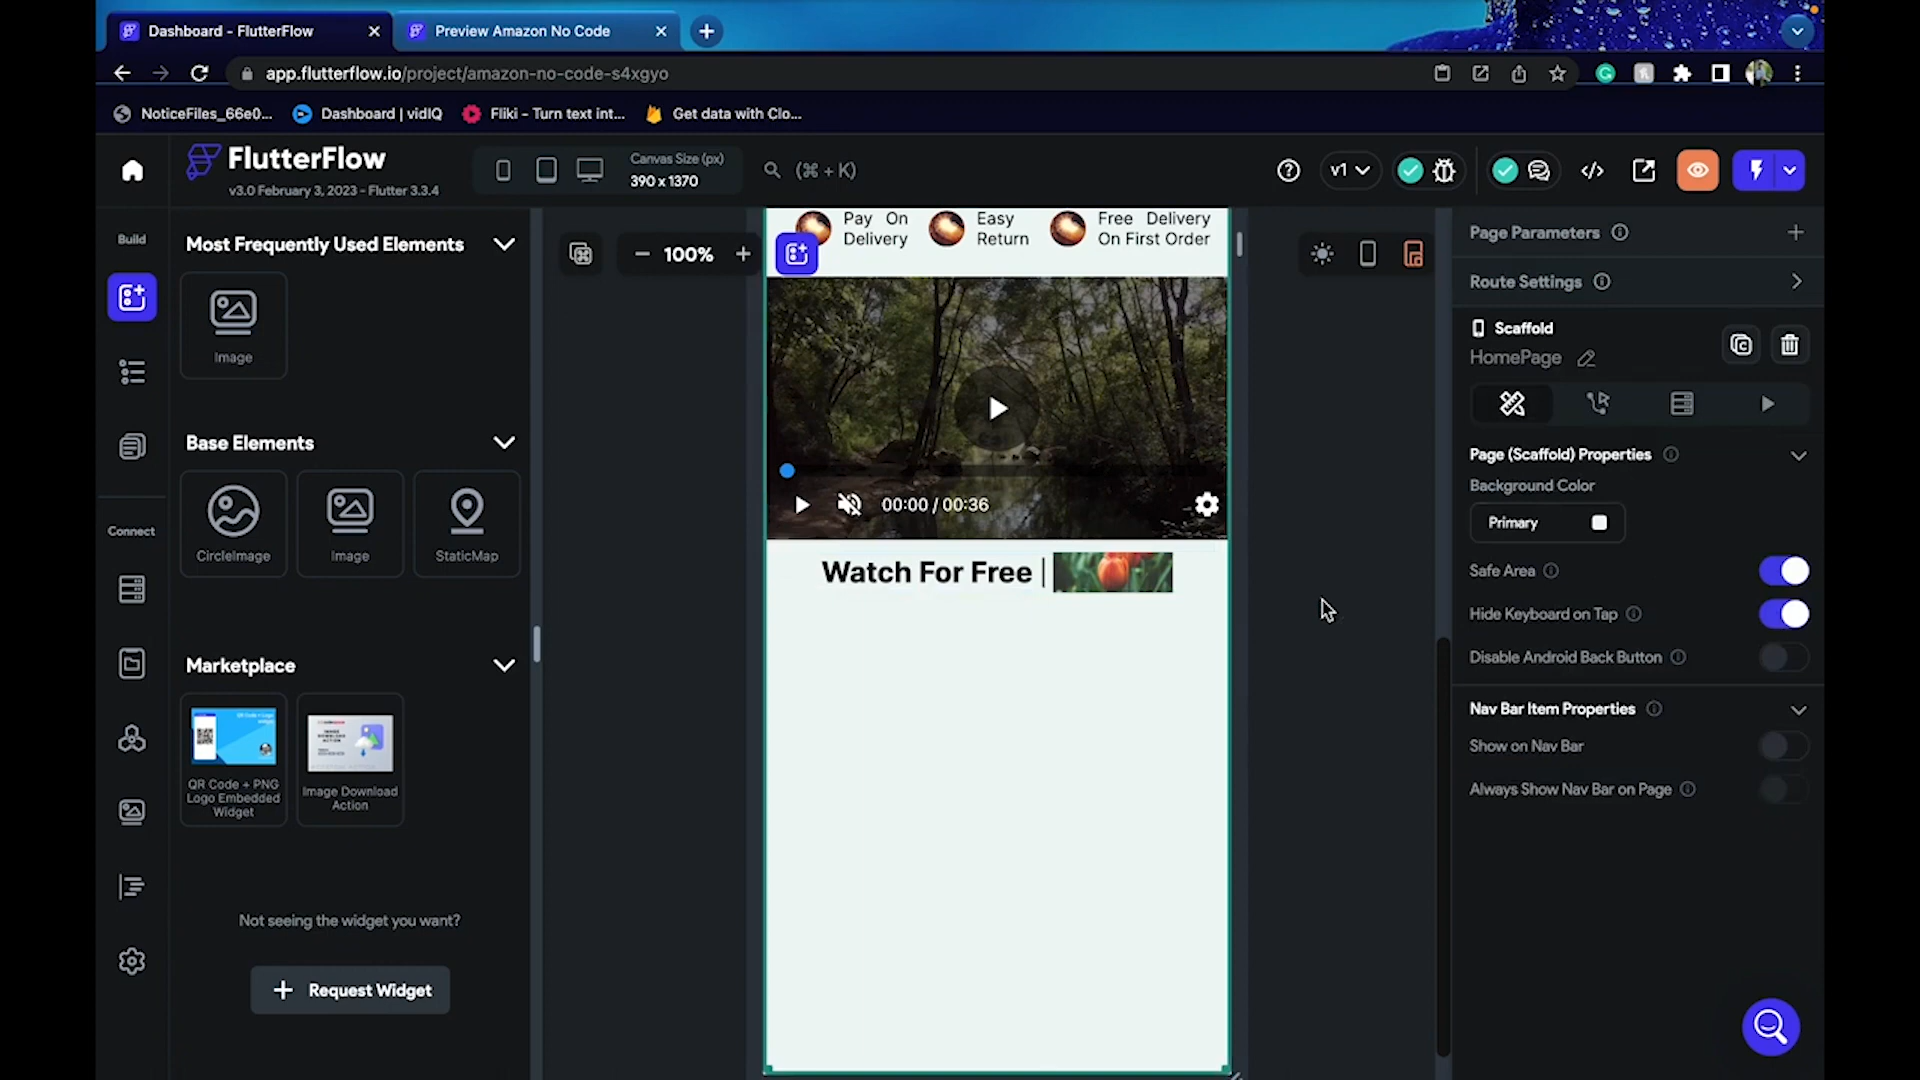 Dashboard - FlutterFlow
Preview Amazon No Code
app.flutterflow.io/project/amazon-no-code-s4xgyo
NoticeFiles_66e0...
Dashboard | vidIQ
Fliki - Turn text int...
Get data with Clo...
FlutterFlow
v3.0 February 3, 2023 - Flutter 3.3.4
Canvas Size (px)
390 x 1370
(⌘ + K)
v1
Build
Connect
Most Frequently Used Elements
Image
Base Elements
CircleImage
Image
StaticMap
Marketplace
QR Code + PNG
Logo Embedded
Widget
Image Download
Action
Not seeing the widget you want?
+ Request Widget
100%
Pay On
Delivery
Easy
Return
Free Delivery
On First Order
00:00 / 00:36
Watch For Free |
Page Parameters
Route Settings
Scaffold
HomePage
Page (Scaffold) Properties
Background Color
Primary
Safe Area
Hide Keyboard on Tap
Disable Android Back Button
Nav Bar Item Properties
Show on Nav Bar
Always Show Nav Bar on Page